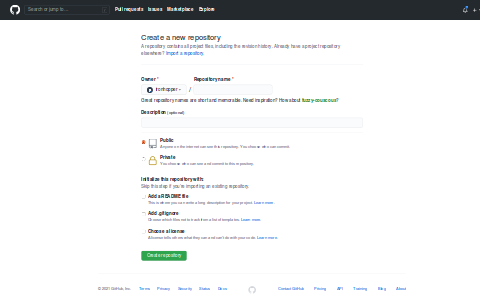 Search or jump to...
Pull requests Issues Marketplace Explore
Create a new repository
A repository contains all project files, including the revision history. Already have a project repository
elsewhere? Import a repository.
Owner * Repository name *
/
Great repository names are short and memorable. Need inspiration? How about
Description (optional)
Public
Anyone on the internet can see this repository. You choose who can commit.
Private
You choose who can see and commit to this repository.
Initialize this repository with:
Skip this step if you're importing an existing repository.
Add a README file
This is where you can write a long description for your project. Learn more.
Add .gitignore
Choose which files not to track from a list of templates. Learn more.
Choose a license
A license tells others what they can and can't do with your code. Learn more.
Create repository
© 2021 GitHub, Inc. Terms Privacy Security Status Docs Contact GitHub Pricing API Training Blog About